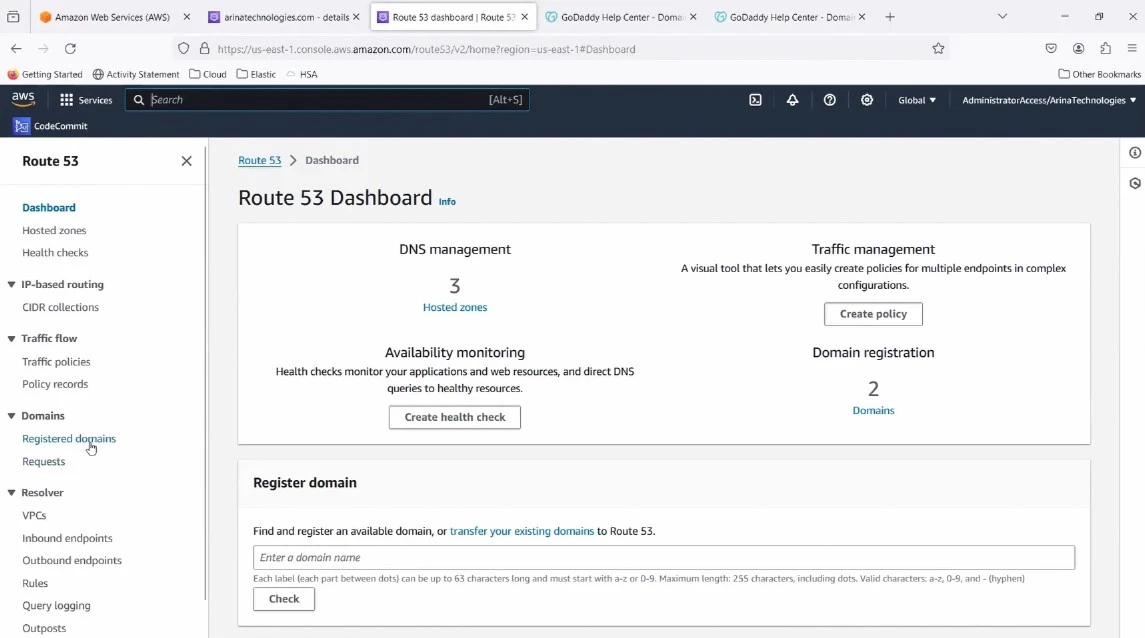 Amazon Web Services (AWS)
arinatechnologies.com - details
Route 53 dashboard | Route 53
GoDaddy Help Center - Domai
GoDaddy Help Center - Domai
https://us-east-1.console.aws.amazon.com/route53/v2/home?region=us-east-1#Dashboard
Getting Started
Activity Statement
Cloud
Elastic
HSA
Other Bookmarks
aws
Services
Search
[Alt+S]
Global
AdministratorAccess/ArinaTechnologies
CodeCommit
Route 53
Dashboard
Hosted zones
Health checks
IP-based routing
CIDR collections
Traffic flow
Traffic policies
Policy records
Domains
Registered domains
Requests
Resolver
VPCs
Inbound endpoints
Outbound endpoints
Rules
Query logging
Outposts
Route 53 > Dashboard
Route 53 Dashboard Info
DNS management
3
Hosted zones
Traffic management
A visual tool that lets you easily create policies for multiple endpoints in complex
configurations.
Create policy
Availability monitoring
Health checks monitor your applications and web resources, and direct DNS
queries to healthy resources.
Create health check
Domain registration
2
Domains
Register domain
Find and register an available domain, or transfer your existing domains to Route 53.
Enter a domain name
Each label (each part between dots) can be up to 63 characters long and must start with a-z or 0-9. Maximum length: 255 characters, including dots. Valid characters: a-z, 0-9, and - (hyphen)
Check